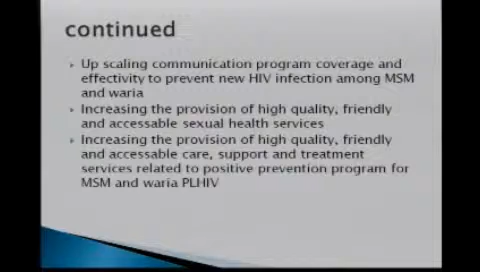 continued
Up scaling communication program coverage and
effectivity to prevent new HIV infection among MSM
and waria
Increasing the provision of high quality, friendly
and accessable sexual health services
Increasing the provision of high quality, friendly
and accessable care, support and treatment
services related to positive prevention program for
MSM and waria PLHIV